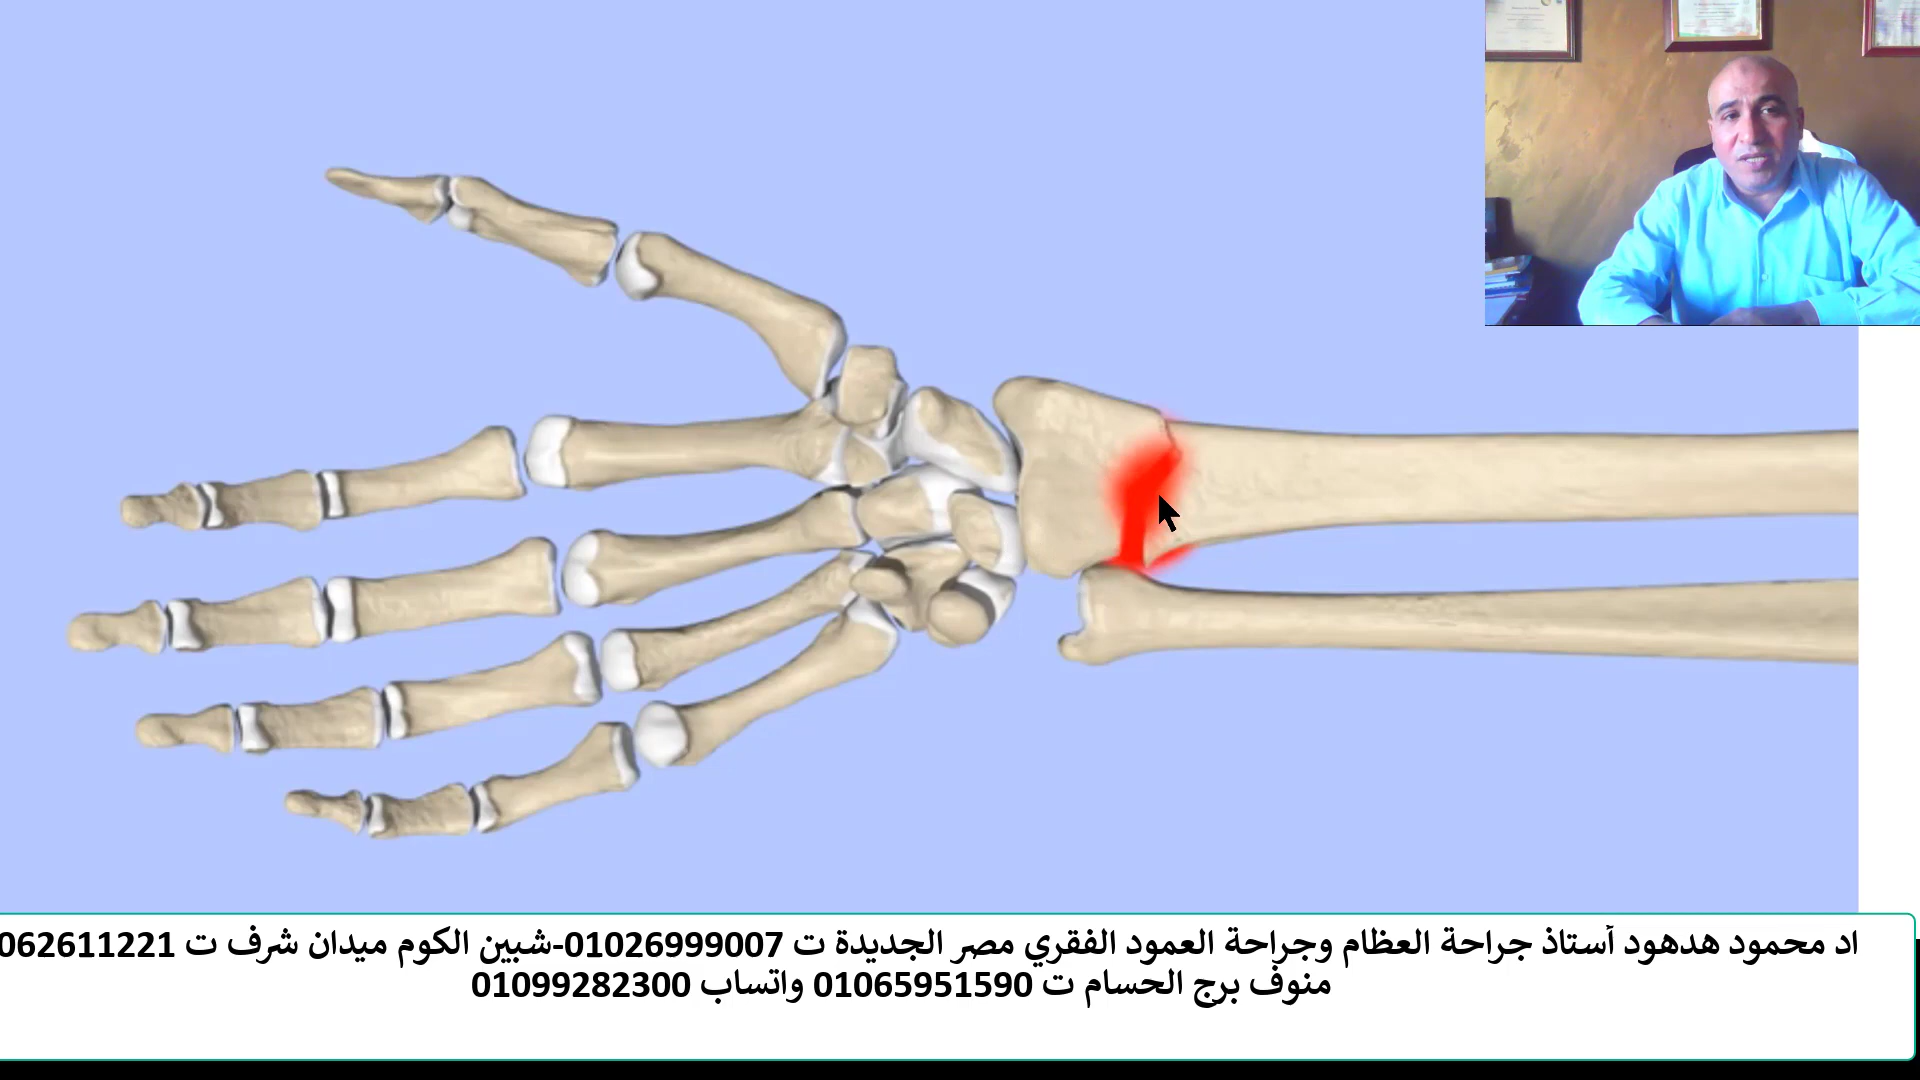 اد محمود هدهود أستاذ جراحة العظام وجراحة العمود الفقري مصر الجديدة ت 01026999007-شبين الكوم ميدان شرف ت 062611221
منوف برج الحسام ت 01065951590 واتساب 01099282300